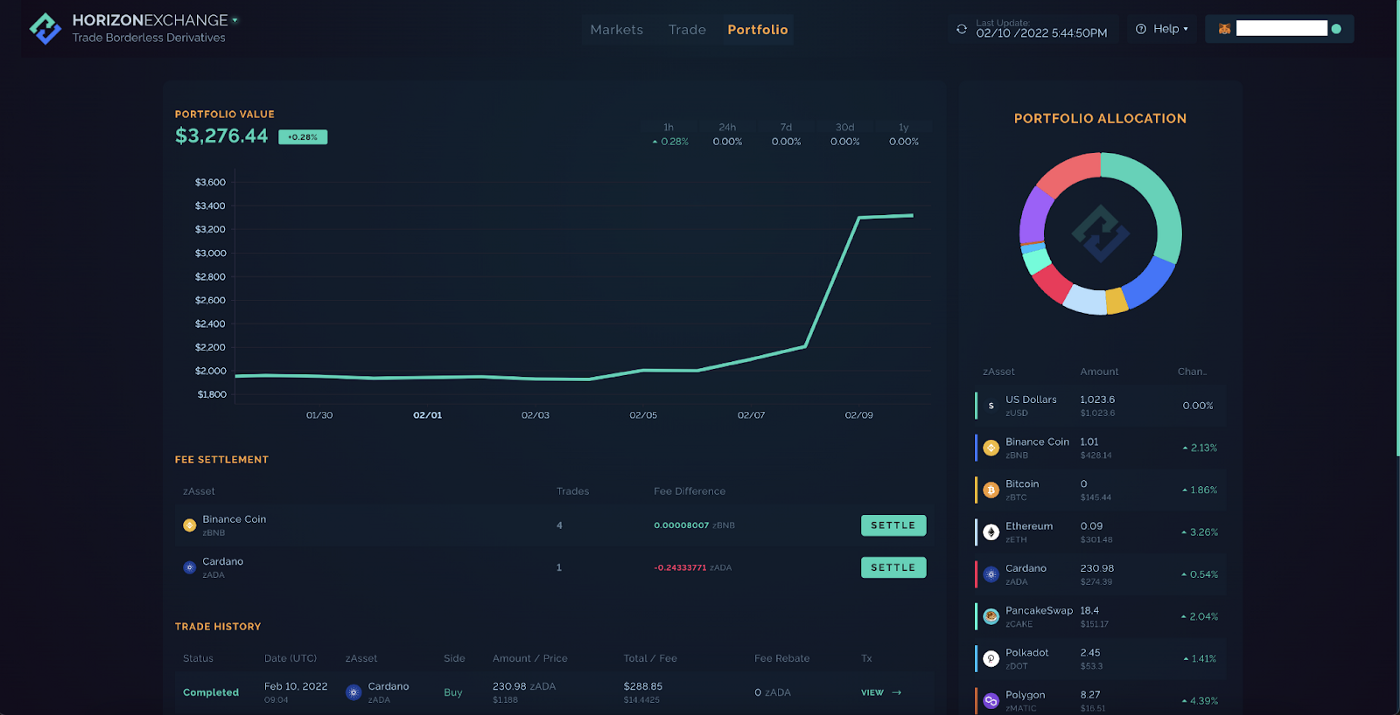 HORIZONEXCHANGE
Trade Borderless Derivatives
Markets Trade Portfolio
Last Update:
02/10 /2022 5:44:50PM
Help
PORTFOLIO VALUE
$3,276.44 +0.28%
1h 24h 7d 30d 1y
0.28% 0.00% 0.00% 0.00% 0.00%
$3,600
$3,400
$3,200
$3,000
$2,800
$2,600
$2,400
$2,200
$2,000
$1,800
01/30 02/01 02/03 02/05 02/07 02/09
FEE SETTLEMENT
zAsset Trades Fee Difference
Binance Coin
zBNB
4 0.00008007 zBNB SETTLE
Cardano
zADA
1 -0.24333771 zADA SETTLE
TRADE HISTORY
Status Date (UTC) zAsset Side Amount / Price Total / Fee Fee Rebate Tx
Completed
Feb 10, 2022
09:04
Cardano
zADA
Buy
230.98 zADA
$1.188
$288.85
$14.4425
0 zADA
VIEW →
PORTFOLIO ALLOCATION
zAsset Amount Chan..
US Dollars 1,023.6
zUSD $1,023.6
0.00%
Binance Coin 1.01
zBNB $428.14
2.13%
Bitcoin 0
zBTC $145.44
1.86%
Ethereum 0.09
zETH $301.48
3.26%
Cardano 230.98
zADA $274.39
0.54%
PancakeSwap 18.4
zCAKE $151.17
2.04%
Polkadot 2.45
zDOT $53.3
1.41%
Polygon 8.27
zMATIC $16.51
4.39%